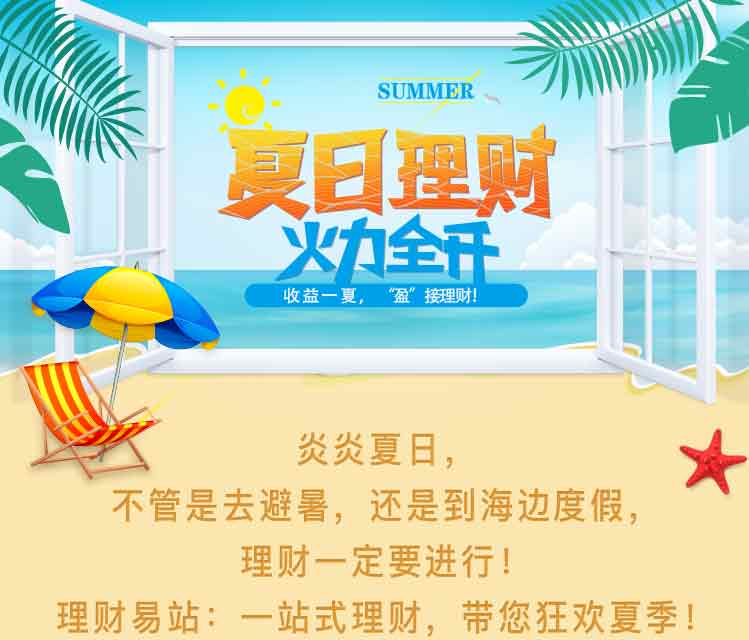 SUMMER
夏日理财
火力全开
收益一夏，“盈”接理财!
炎炎夏日，
不管是去避暑，还是到海边度假，
理财一定要进行！
理财易站：一站式理财，带您狂欢夏季！